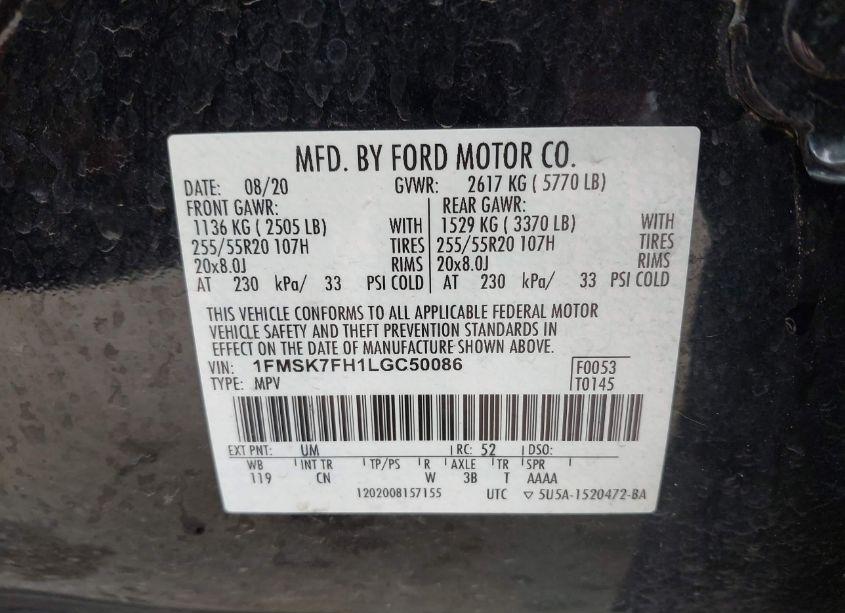 MFD. BY FORD MOTOR CO.
DATE: 08/20 GVWR: 2617 KG ( 5770 LB)
FRONT GAWR: REAR GAWR:
1136 KG ( 2505 LB) WITH 1529 KG ( 3370 LB) WITH
255/55R20 107H TIRES 255/55R20 107H TIRES
20x8.0J RIMS 20x8.0J RIMS
AT 230 kPa/ 33 PSI COLD AT 230 kPa/ 33 PSI COLD
THIS VEHICLE CONFORMS TO ALL APPLICABLE FEDERAL MOTOR
VEHICLE SAFETY AND THEFT PREVENTION STANDARDS IN
EFFECT ON THE DATE OF MANUFACTURE SHOWN ABOVE.
VIN: 1FMSK7FH1LGC50086 F0053
TYPE: MPV T0145
EXT PNT: UM RC: 52 DSO:
WB INT TR TP/PS R AXLE TR SPR
119 CN W 3B T AAAA
1202008157155 UTC ▽ 5U5A-1520472-BA